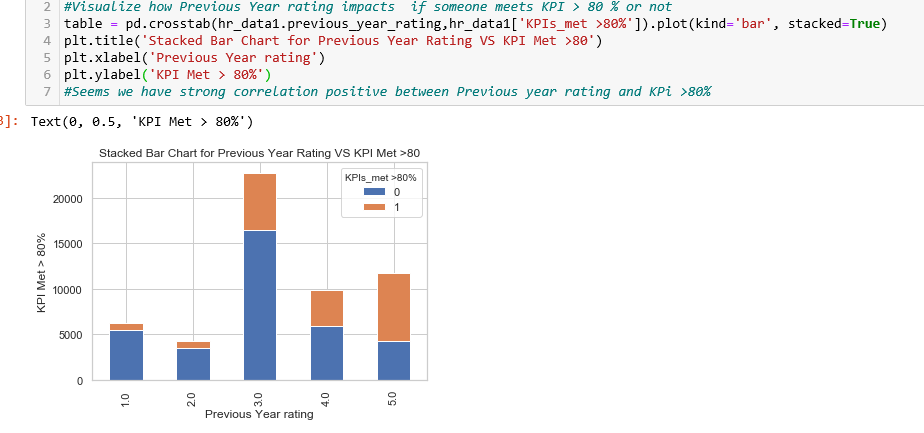 2 #Visualize how Previous Year rating impacts  if someone meets KPI > 80 % or not
3 table = pd.crosstab(hr_data1.previous_year_rating,hr_data1['KPIs_met >80%']).plot(kind='bar', stacked=True)
4 plt.title('Stacked Bar Chart for Previous Year Rating VS KPI Met >80')
5 plt.xlabel('Previous Year rating')
6 plt.ylabel('KPI Met > 80%')
7 #Seems we have strong correlation positive between Previous year rating and KPi >80%
]: Text(0, 0.5, 'KPI Met > 80%')
Stacked Bar Chart for Previous Year Rating VS KPI Met >80
KPIs_met >80%
0
1
KPI Met > 80%
20000
15000
10000
5000
0
1.0 2.0 3.0 4.0 5.0
Previous Year rating